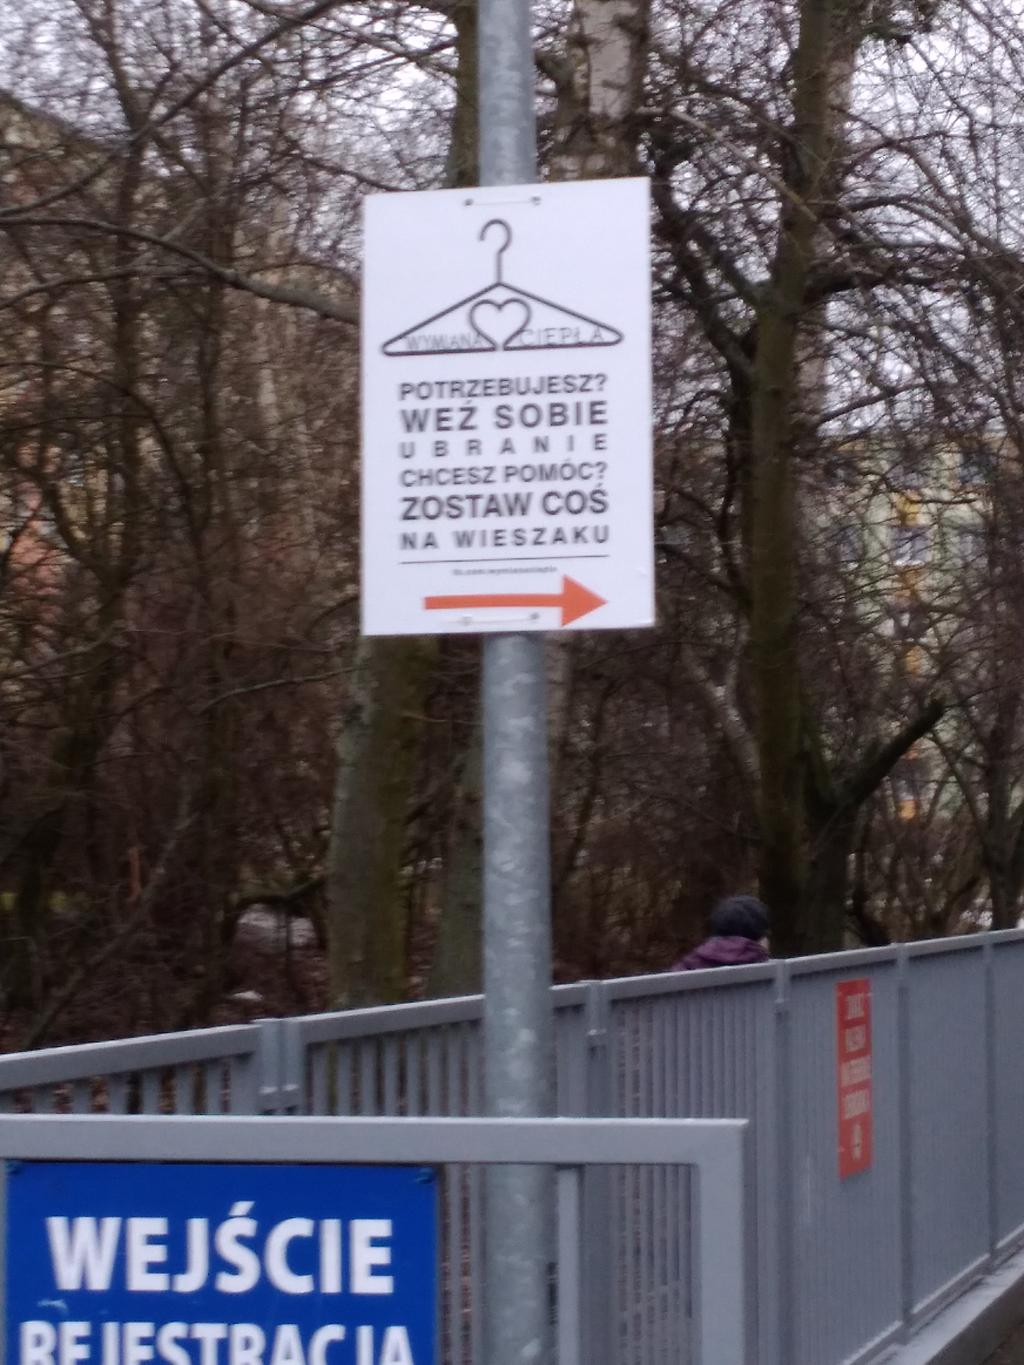 WYMIANA CIEPŁA
POTRZEBUJESZ?
WEŹ SOBIE
UBRANIE
CHCESZ POMÓC?
ZOSTAW COŚ
NA WIESZAKU
WEJŚCIE
REJESTRACJA